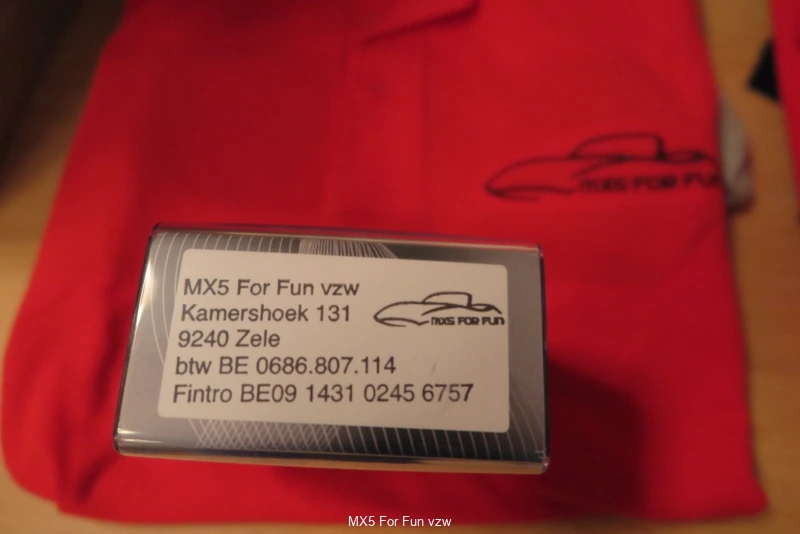 MX5 FOR FUN
MX5 For Fun vzw
Kamershoek 131
9240 Zele
btw BE 0686.807.114
Fintro BE09 1431 0245 6757
MX5 FOR FUN
MX5 For Fun vzw